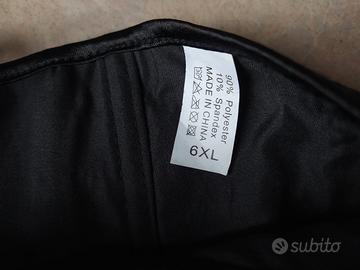 90% Polyester
10% Spandex
MADE IN CHINA
6XL
subito